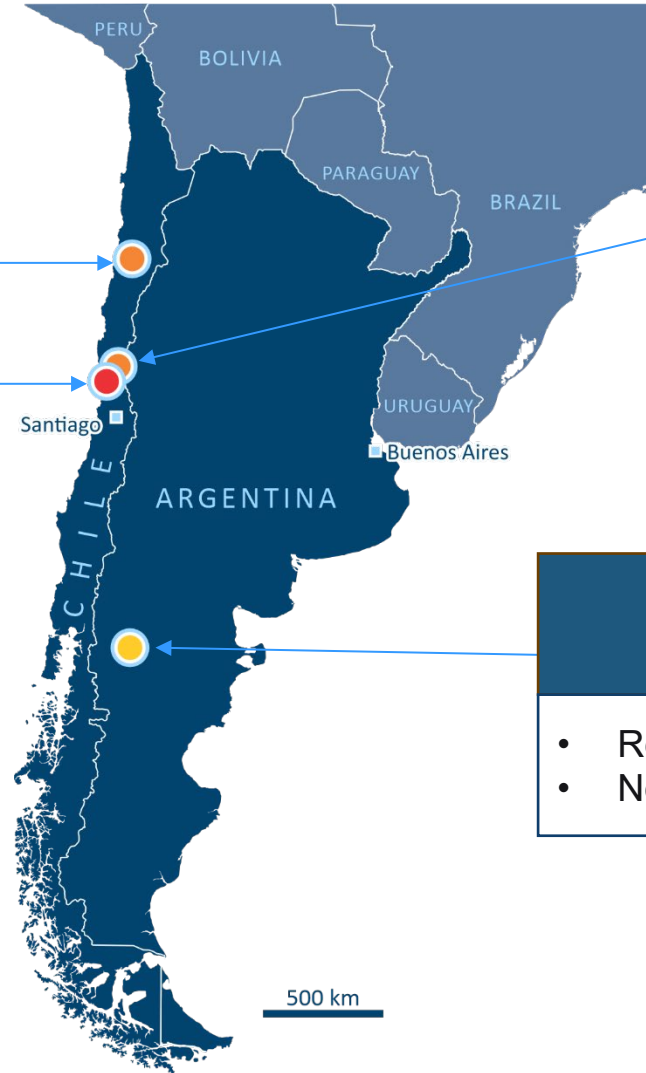 PERU
BOLIVIA
PARAGUAY
BRAZIL
URUGUAY
Santiago
Buenos Aires
ARGENTINA
CHILE
500 km